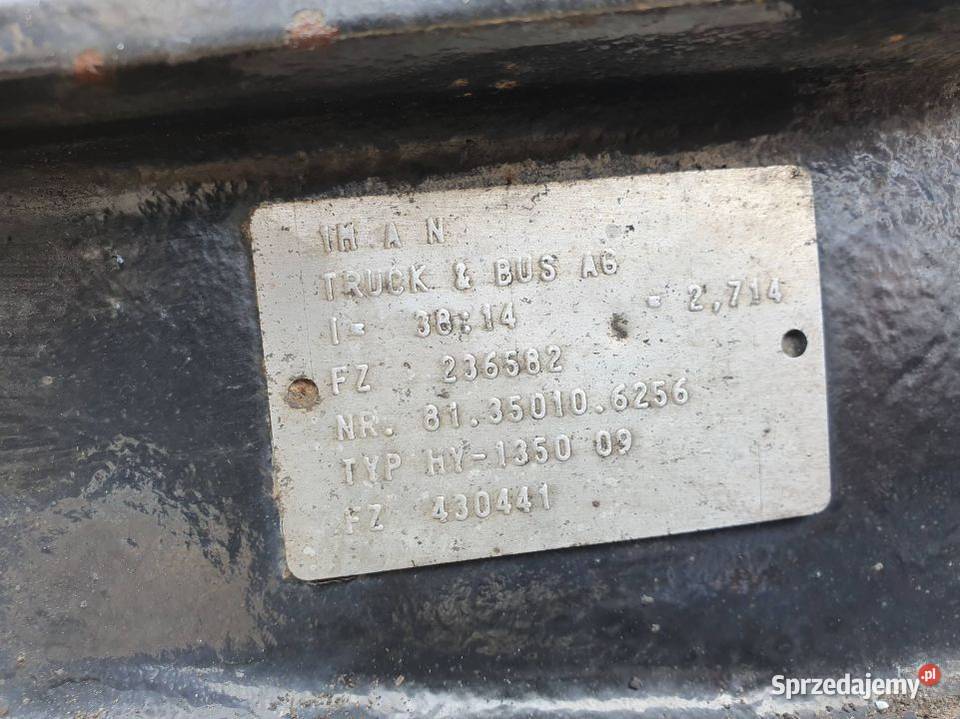 1M A N
TRUCK & BUS AG
I= 38:14 = 2,714
FZ 236582
NR. 81.35010.6256
TYP HY-1350 09
FZ 430441
Sprzedajemy.pl